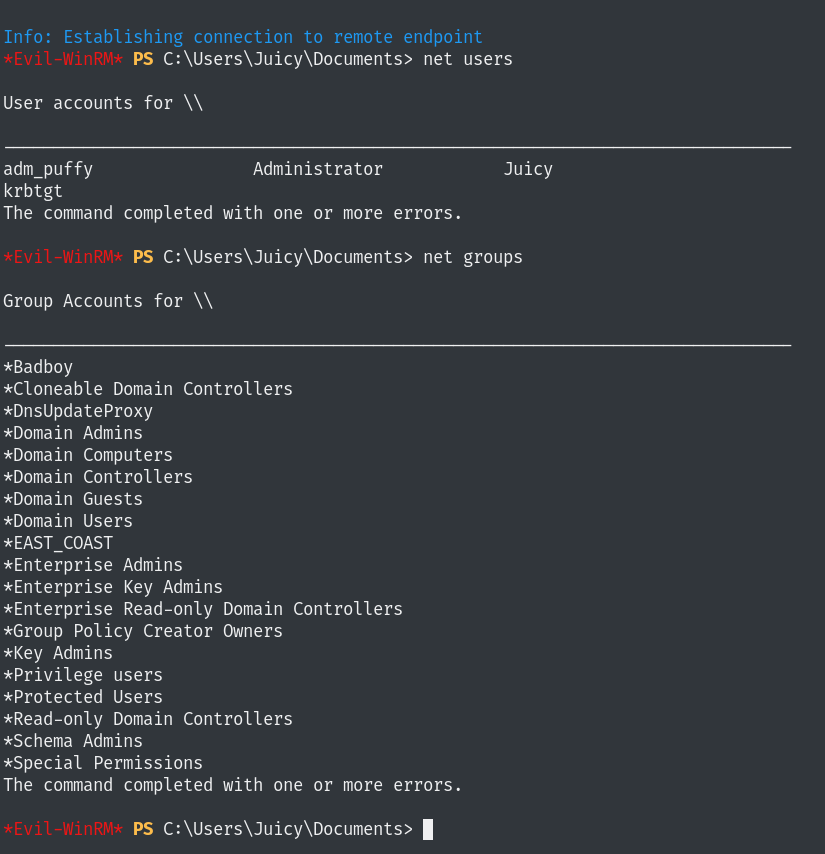 Info: Establishing connection to remote endpoint
*Evil-WinRM* PS C:\Users\Juicy\Documents> net users
User accounts for \\
-------------------------------------------------------------------------------
adm_puffy                Administrator            Juicy
krbtgt
The command completed with one or more errors.
*Evil-WinRM* PS C:\Users\Juicy\Documents> net groups
Group Accounts for \\
-------------------------------------------------------------------------------
*Badboy
*Cloneable Domain Controllers
*DnsUpdateProxy
*Domain Admins
*Domain Computers
*Domain Controllers
*Domain Guests
*Domain Users
*EAST_COAST
*Enterprise Admins
*Enterprise Key Admins
*Enterprise Read-only Domain Controllers
*Group Policy Creator Owners
*Key Admins
*Privilege users
*Protected Users
*Read-only Domain Controllers
*Schema Admins
*Special Permissions
The command completed with one or more errors.
*Evil-WinRM* PS C:\Users\Juicy\Documents>